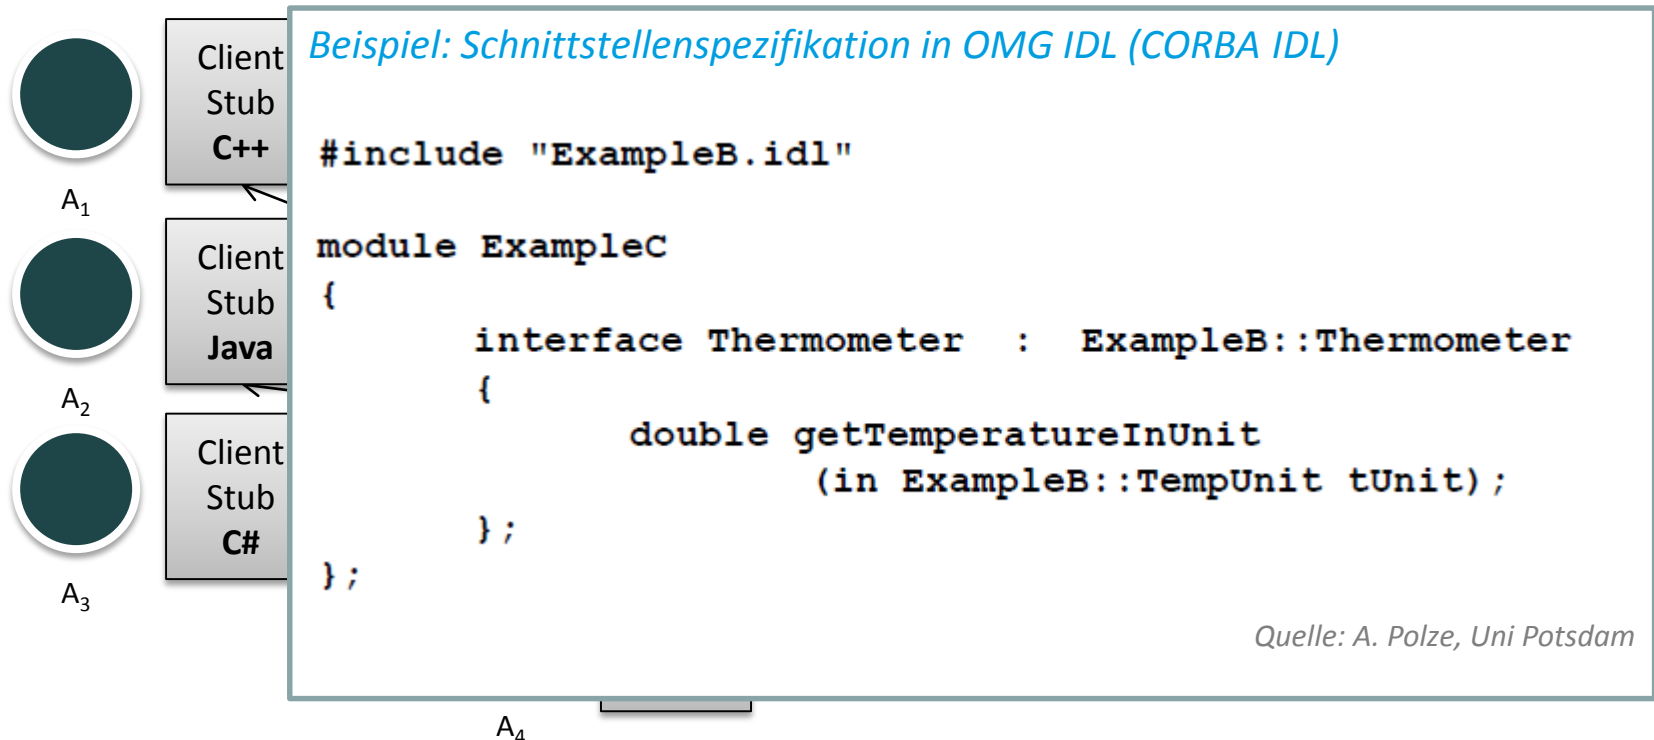 Client
Stub
C++
A₁
Client
Stub
Java
A₂
Client
Stub
C#
A₃
Beispiel: Schnittstellenspezifikation in OMG IDL (CORBA IDL)
#include "ExampleB.idl"
module ExampleC
{
interface Thermometer : ExampleB::Thermometer
{
double getTemperatureInUnit
(in ExampleB::TempUnit tUnit);
};
};
Quelle: A. Polze, Uni Potsdam
A₄